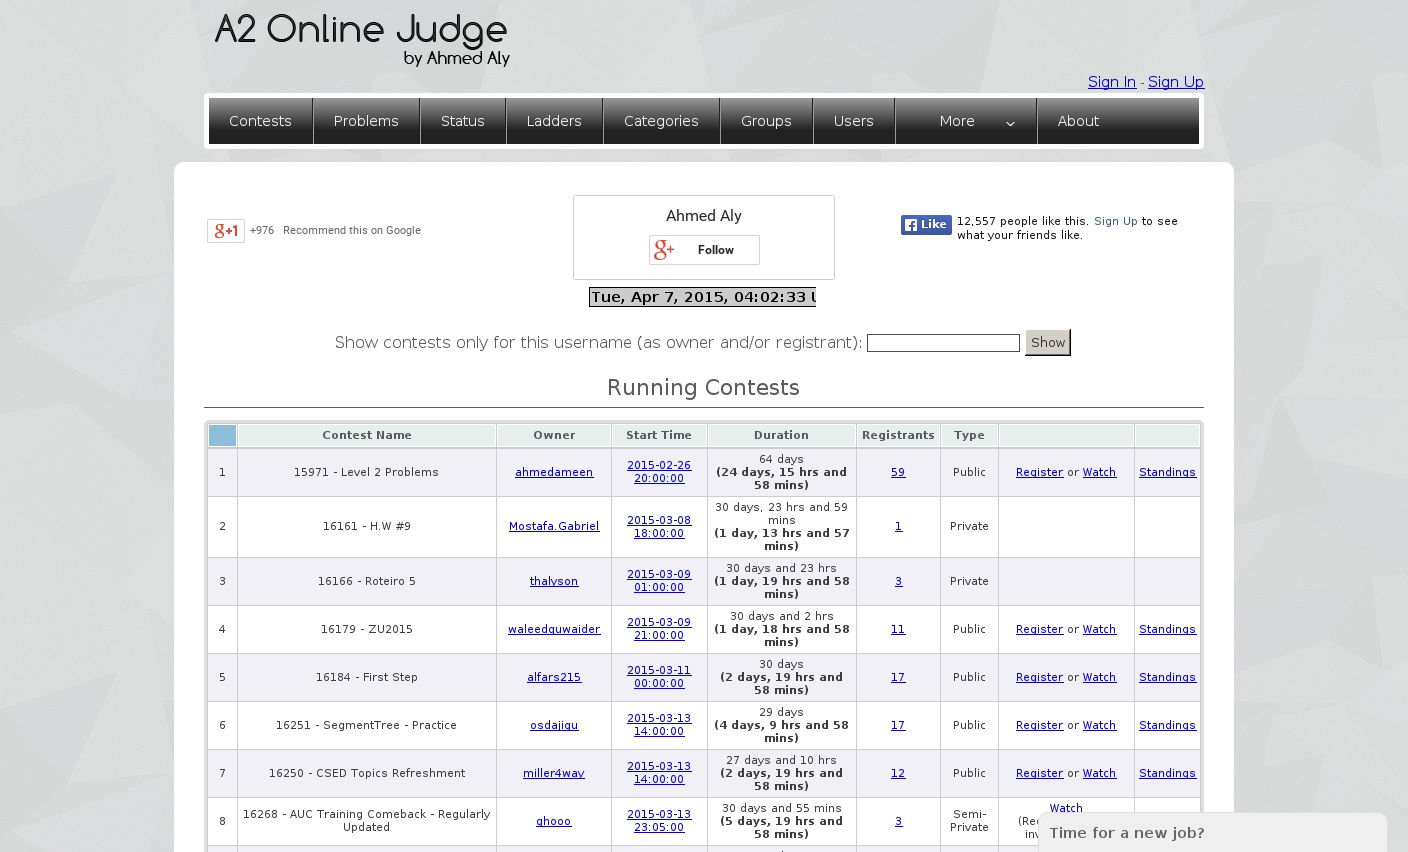 A2 Online Judge
by Ahmed Aly
Sign In - Sign Up
Contests Problems Status Ladders Categories Groups Users More About
Ahmed Aly
+1 +976 Recommend this on Google
Follow
Like 12,557 people like this. Sign Up to see
what your friends like.
Tue, Apr 7, 2015, 04:02:33
Show contests only for this username (as owner and/or registrant): Show
Running Contests
Contest Name Owner Start Time Duration Registrants Type
1 15971 - Level 2 Problems ahmedameen 2015-02-26 20:00:00 64 days (24 days, 15 hrs and 58 mins) 59 Public Register or Watch Standings
2 16161 - H.W #9 Mostafa.Gabriel 2015-03-08 18:00:00 30 days, 23 hrs and 59 mins (1 day, 13 hrs and 57 mins) 1 Private
3 16166 - Roteiro 5 thalyson 2015-03-09 01:00:00 30 days and 23 hrs (1 day, 19 hrs and 58 mins) 3 Private
4 16179 - ZU2015 waleedquwaider 2015-03-09 21:00:00 30 days and 2 hrs (1 day, 18 hrs and 58 mins) 11 Public Register or Watch Standings
5 16184 - First Step alfars215 2015-03-11 00:00:00 30 days (2 days, 19 hrs and 58 mins) 17 Public Register or Watch Standings
6 16251 - SegmentTree - Practice osdajigu 2015-03-13 14:00:00 29 days (4 days, 9 hrs and 58 mins) 17 Public Register or Watch Standings
7 16250 - CSED Topics Refreshment miller4wav 2015-03-13 14:00:00 27 days and 10 hrs (2 days, 19 hrs and 58 mins) 12 Public Register or Watch Standings
8 16268 - AUC Training Comeback - Regularly Updated ghooo 2015-03-13 23:05:00 30 days and 55 mins (5 days, 19 hrs and 58 mins) 3 Semi-Private Watch
Time for a new job?